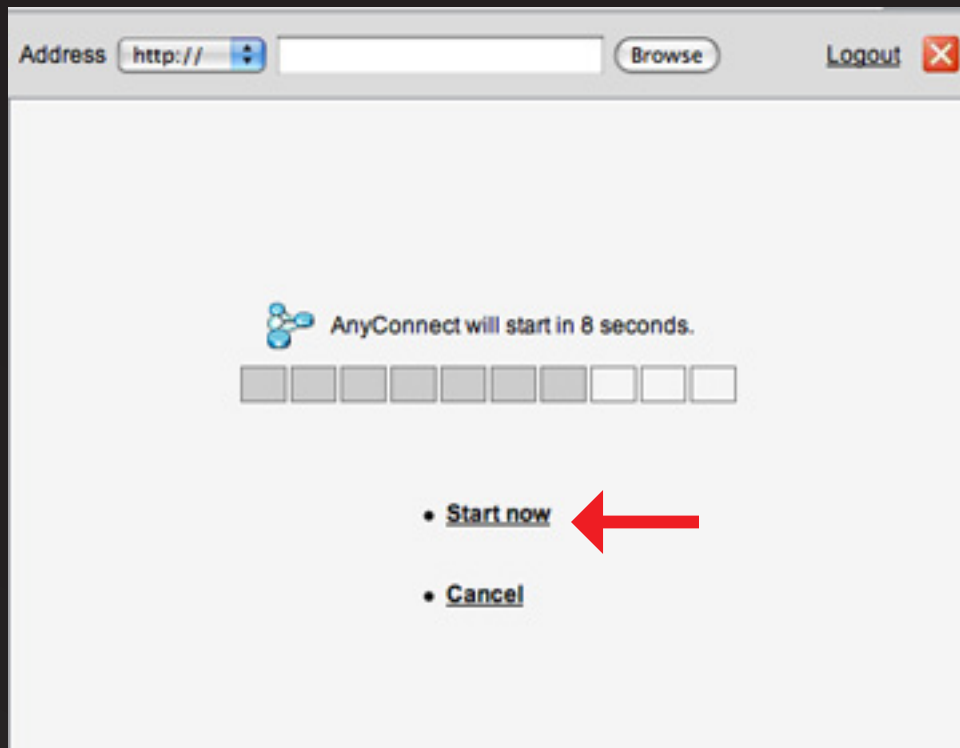 Address http:// Browse Logout
AnyConnect will start in 8 seconds.
• Start now
• Cancel